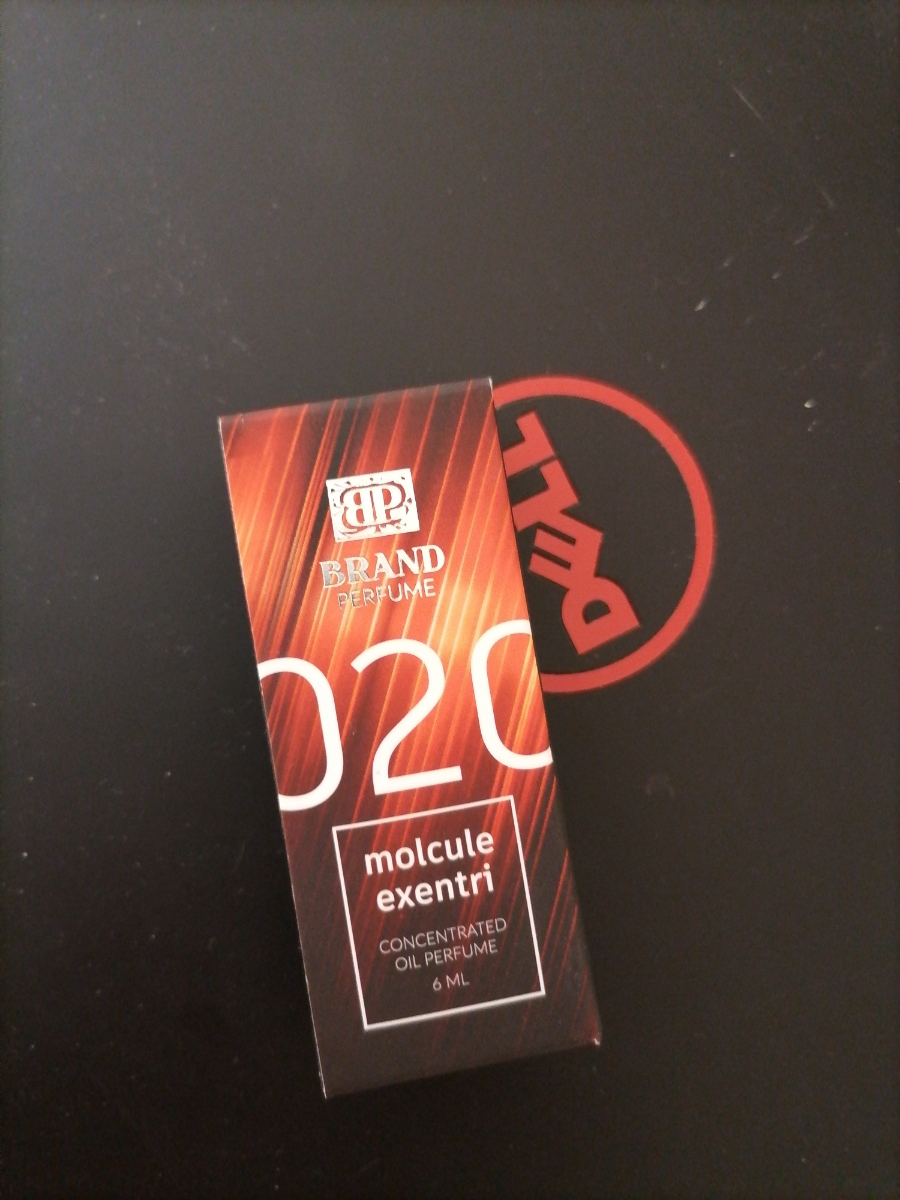 BP
BRAND
PERFUME
020
molcule
exentri
CONCENTRATED
OIL PERFUME
6 ML
DELL